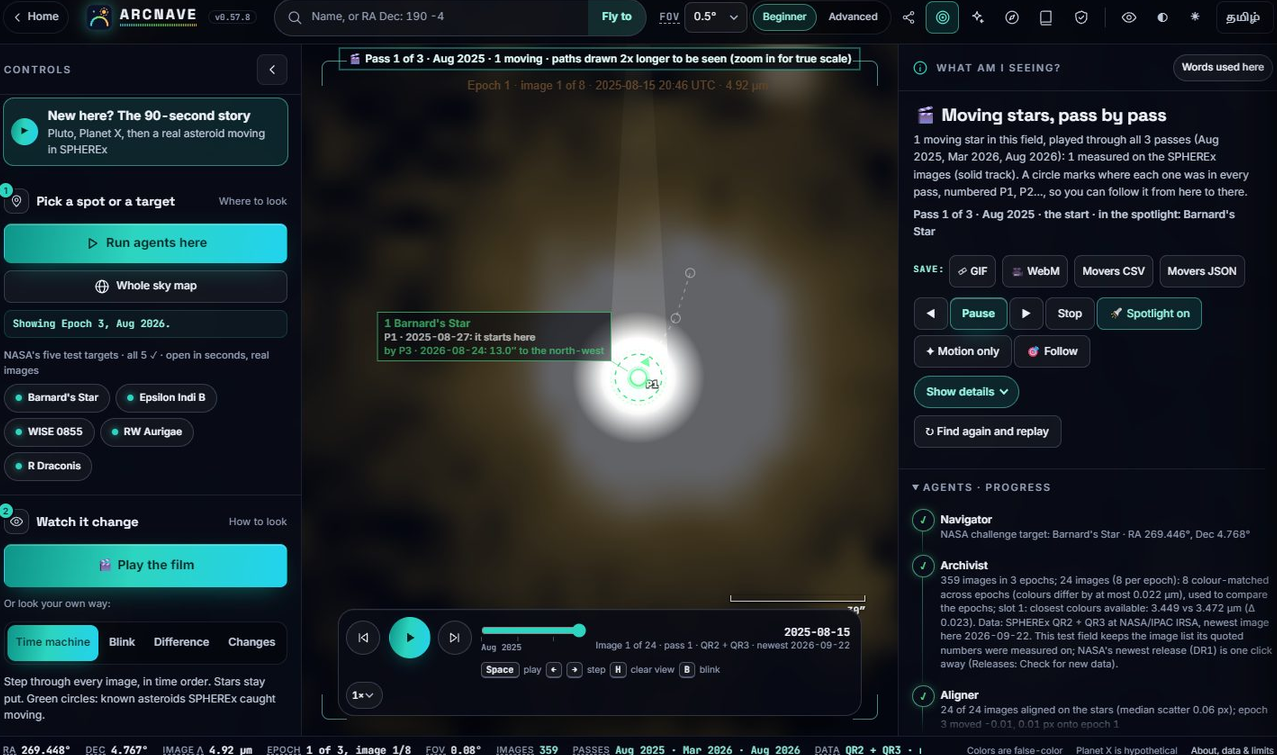 Home
ARCNAVE
v0.57.8
Name, or RA Dec: 190 -4
Fly to
FOV
0.5°
Beginner
Advanced
தமிழ்
CONTROLS
New here? The 90-second story
Pluto, Planet X, then a real asteroid moving
in SPHEREx
1
Pick a spot or a target
Where to look
Run agents here
Whole sky map
Showing Epoch 3, Aug 2026.
NASA's five test targets · all 5 ✓ · open in seconds, real
images
Barnard's Star
Epsilon Indi B
WISE 0855
RW Aurigae
R Draconis
2
Watch it change
How to look
Play the film
Or look your own way:
Time machine
Blink
Difference
Changes
Step through every image, in time order. Stars stay
put. Green circles: known asteroids SPHEREx caught
moving.
Pass 1 of 3 · Aug 2025 · 1 moving · paths drawn 2x longer to be seen (zoom in for true scale)
Epoch 1 · image 1 of 8 · 2025-08-15 20:46 UTC · 4.92 µm
1 Barnard's Star
P1 · 2025-08-27: it starts here
by P3 · 2026-08-24: 13.0″ to the north-west
P1
2025-08-15
Aug 2025
Image 1 of 24 · pass 1 · QR2 + QR3 · newest 2026-09-22
Space play ← → step H clear view B blink
1×
WHAT AM I SEEING?
Words used here
Moving stars, pass by pass
1 moving star in this field, played through all 3 passes (Aug
2025, Mar 2026, Aug 2026): 1 measured on the SPHEREx
images (solid track). A circle marks where each one was in every
pass, numbered P1, P2..., so you can follow it from here to there.
Pass 1 of 3 · Aug 2025 · the start · in the spotlight: Barnard's
Star
SAVE:
GIF
WebM
Movers CSV
Movers JSON
Pause
Stop
Spotlight on
Motion only
Follow
Show details
↻ Find again and replay
AGENTS · PROGRESS
Navigator
NASA challenge target: Barnard's Star · RA 269.446°, Dec 4.768°
Archivist
359 images in 3 epochs; 24 images (8 per epoch): 8 colour-matched
across epochs (colours differ by at most 0.022 µm), used to compare
the epochs; slot 1: closest colours available: 3.449 vs 3.472 µm (Δ
0.023). Data: SPHEREx QR2 + QR3 at NASA/IPAC IRSA, newest image
here 2026-09-22. This test field keeps the image list its quoted
numbers were measured on; NASA's newest release (DR1) is one click
away (Releases: Check for new data).
Aligner
24 of 24 images aligned on the stars (median scatter 0.06 px); epoch
3 moved -0.01, 0.01 px onto epoch 1
RA 269.448° DEC 4.767° IMAGE Λ 4.92 µm EPOCH 1 of 3, image 1/8 FOV 0.08° IMAGES 359 PASSES Aug 2025 · Mar 2026 · Aug 2026 DATA QR2 + QR3 ·
Colors are false-color
Planet X is hypothetical
About, data & limits